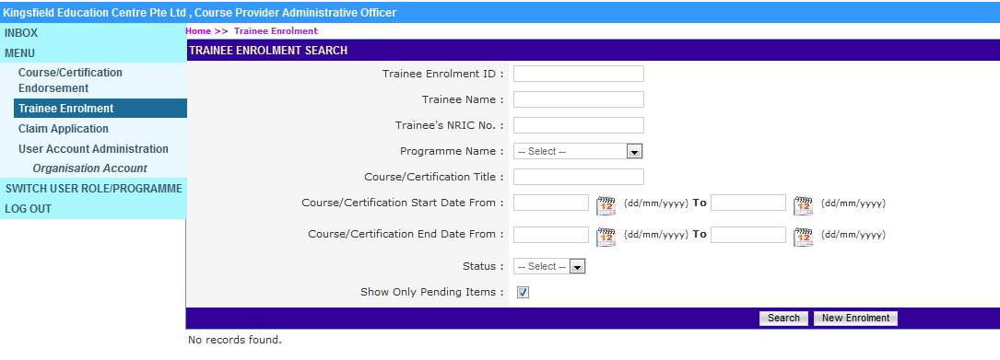 Kingsfield Education Centre Pte Ltd , Course Provider Administrative Officer
INBOX
MENU
Course/Certification
Endorsement
Trainee Enrolment
Claim Application
User Account Administration
Organisation Account
SWITCH USER ROLE/PROGRAMME
LOG OUT
Home >> Trainee Enrolment
TRAINEE ENROLMENT SEARCH
Trainee Enrolment ID :
Trainee Name :
Trainee's NRIC No. :
Programme Name : -- Select --
Course/Certification Title :
Course/Certification Start Date From : 12 (dd/mm/yyyy) To 12 (dd/mm/yyyy)
Course/Certification End Date From : 12 (dd/mm/yyyy) To 12 (dd/mm/yyyy)
Status : -- Select --
Show Only Pending Items :
Search New Enrolment
No records found.